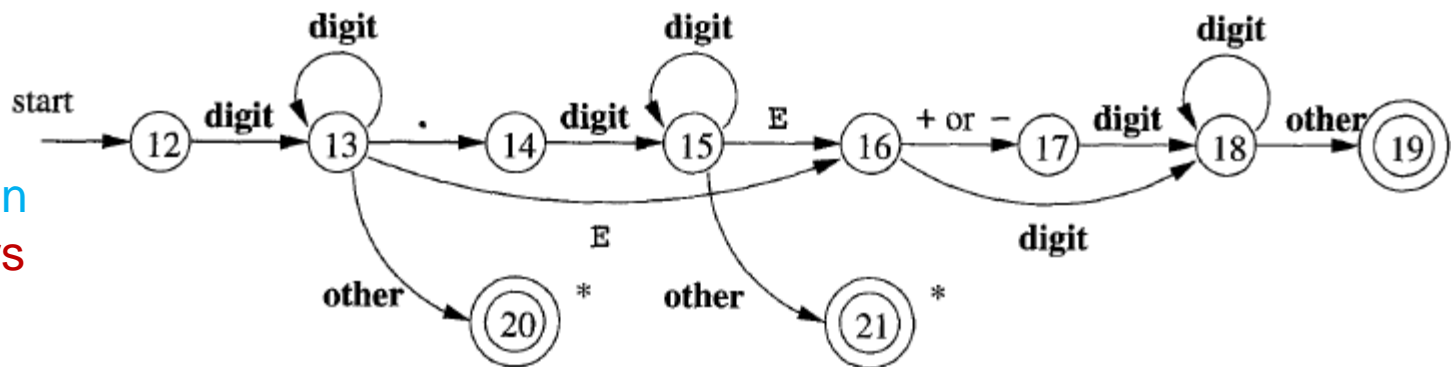 digit digit digit
start digit . digit E + or − digit other
12 13 14 15 16 17 18 19
n
E digit
s
other * other *
20 21